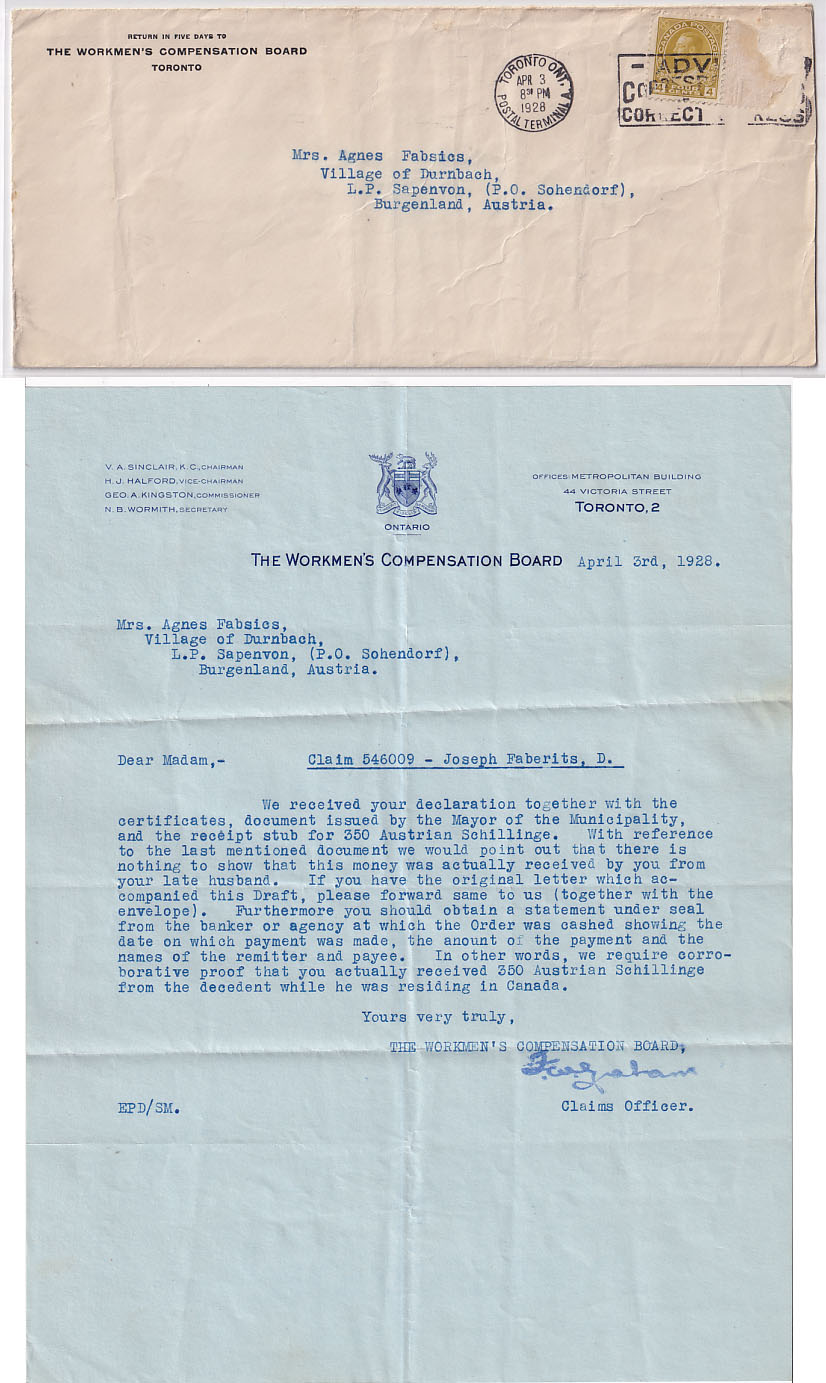 RETURN IN FIVE DAYS TO
THE WORKMEN'S COMPENSATION BOARD
TORONTO
TORONTO ONT. A
APR 3
8 30 PM
1928
POSTAL TERMINAL
CANADA POSTAGE
4 FOUR 4
CENTS
ADV
CO
CORRECT
Mrs. Agnes Fabsics,
Village of Durnbach,
L.P. Sapenvon, (P.O. Sohendorf),
Burgenland, Austria.
V. A. SINCLAIR, K.C., CHAIRMAN
H. J. HALFORD, VICE-CHAIRMAN
GEO. A. KINGSTON, COMMISSIONER
N. B. WORMITH, SECRETARY
ONTARIO
OFFICES: METROPOLITAN BUILDING
44 VICTORIA STREET
TORONTO, 2
THE WORKMEN'S COMPENSATION BOARD April 3rd, 1928.
Mrs. Agnes Fabsics,
Village of Durnbach,
L.P. Sapenvon, (P.O. Sohendorf),
Burgenland, Austria.
Dear Madam,- Claim 546009 - Joseph Faberits, D.
We received your declaration together with the
certificates, document issued by the Mayor of the Municipality,
and the receipt stub for 350 Austrian Schillinge. With reference
to the last mentioned document we would point out that there is
nothing to show that this money was actually received by you from
your late husband. If you have the original letter which ac-
companied this Draft, please forward same to us (together with the
envelope). Furthermore you should obtain a statement under seal
from the banker or agency at which the Order was cashed showing the
date on which payment was made, the anount of the payment and the
names of the remitter and payee. In other words, we require corro-
borative proof that you actually received 350 Austrian Schillinge
from the decedent while he was residing in Canada.
Yours very truly,
THE WORKMEN'S COMPENSATION BOARD,
Graham
EPD/SM. Claims Officer.